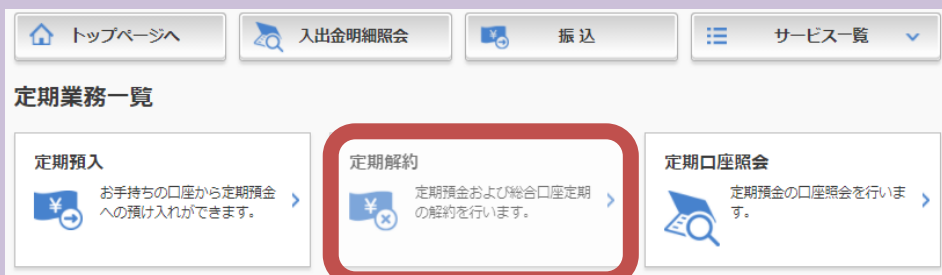 トップページへ
入出金明細照会
振込
サービス一覧
定期業務一覧
定期預入
お手持ちの口座から定期預金
への預け入れができます。
定期解約
定期預金および総合口座定期
の解約を行います。
定期口座照会
定期預金の口座照会を行いま
す。